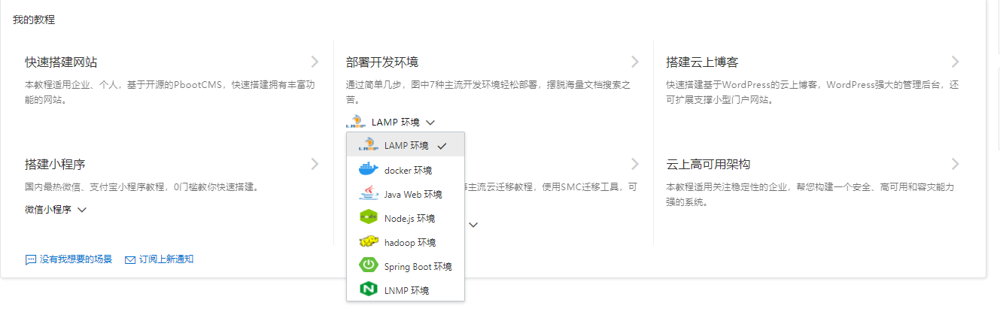 我的教程
快速搭建网站
本教程适用企业、个人，基于开源的PbootCMS，快速搭建拥有丰富功
能的网站。
部署开发环境
通过简单几步，图中7种主流开发环境轻松部署，摆脱海量文档搜索之
苦。
LAMP 环境
LAMP 环境
docker 环境
Java Web 环境
Node.js 环境
hadoop 环境
Spring Boot 环境
LNMP 环境
搭建云上博客
快速搭建基于WordPress的云上博客，WordPress强大的管理后台，还
可扩展支撑小型门户网站。
搭建小程序
国内最热微信、支付宝小程序教程，0门槛教你快速搭建。
微信小程序
主流云迁移教程，使用SMC迁移工具，可
云上高可用架构
本教程适用关注稳定性的企业，帮您构建一个安全、高可用和容灾能力
强的系统。
没有我想要的场景
订阅上新通知